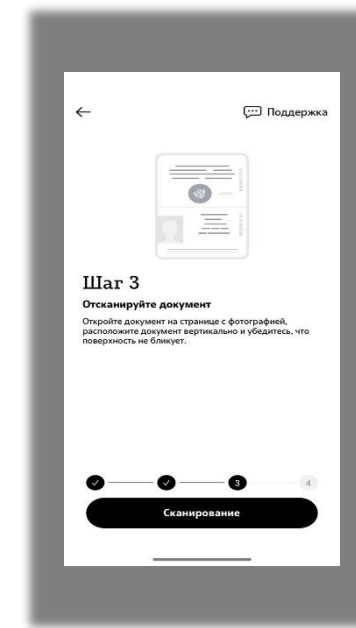 Поддержка
Шаг 3
Отсканируйте документ
Откройте документ на странице с фотографией,
расположите документ вертикально и убедитесь, что
поверхность не бликует.
3
4
Сканирование